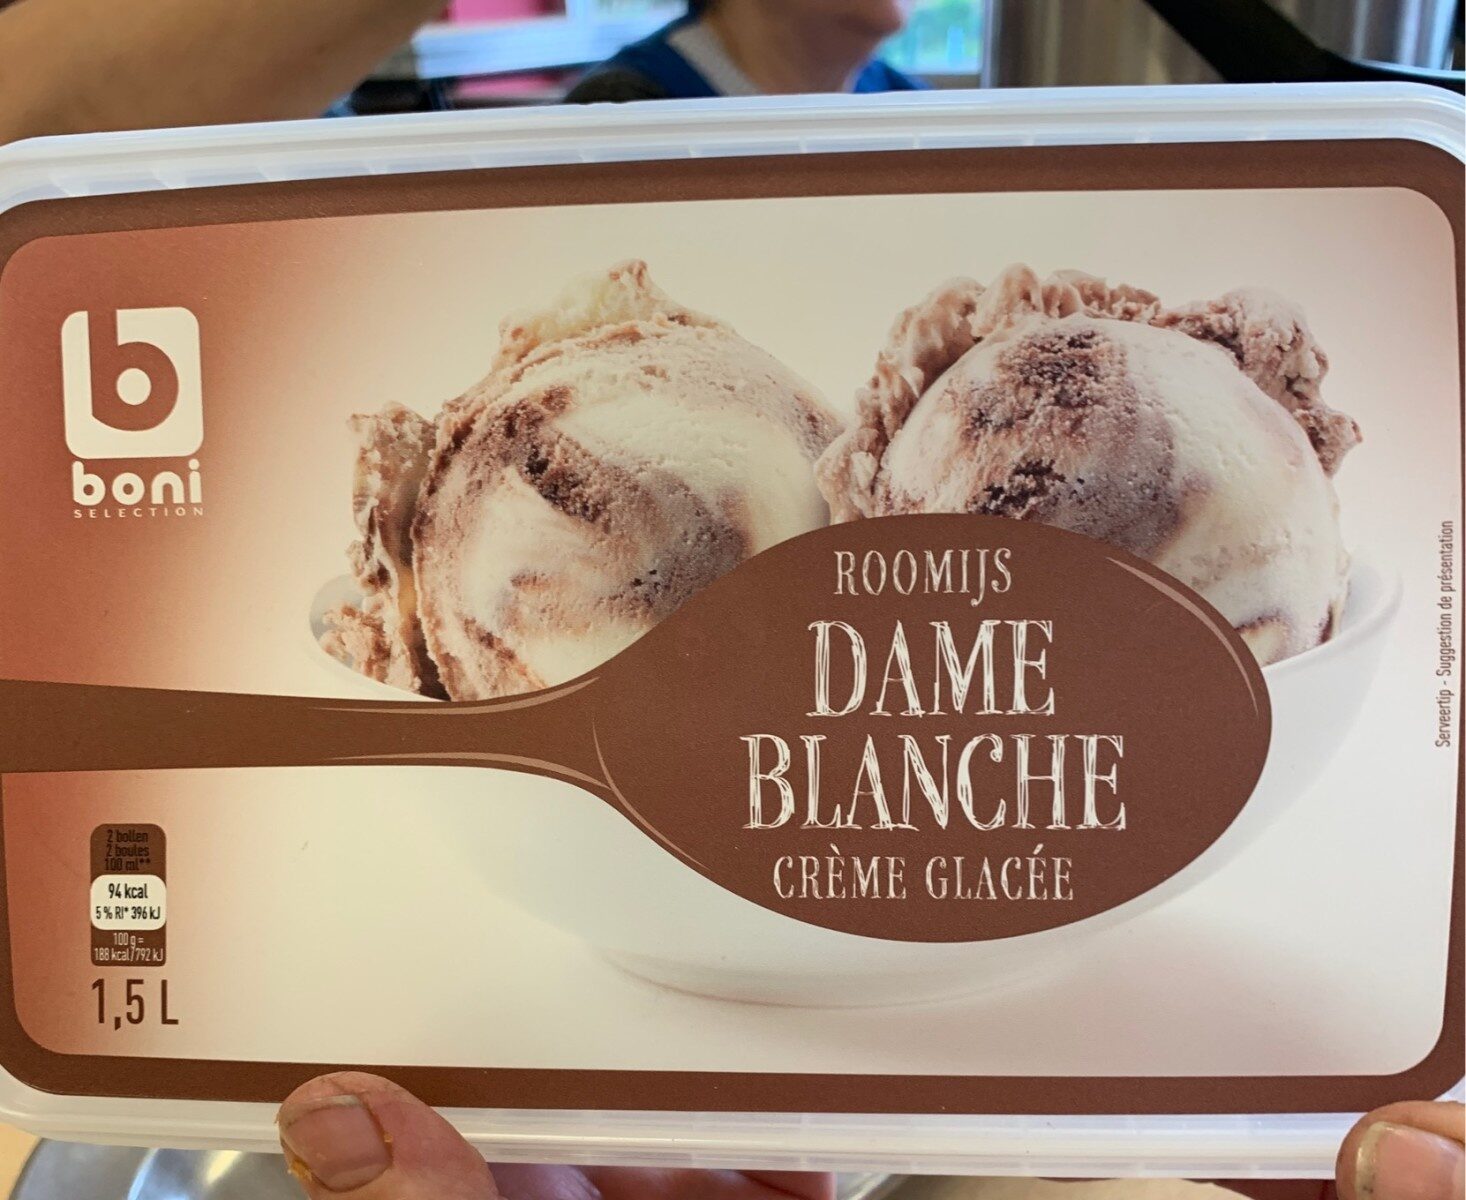 boni
SELECTION
ROOMIJS
DAME
BLANCHE
CRÈME GLACÉE
2 bollen
2 boules
100 ml**
94 kcal
5 % RI* 396 kJ
100 g =
188 kcal/792 kJ
1,5 L
Serveertip - Suggestion de présentation